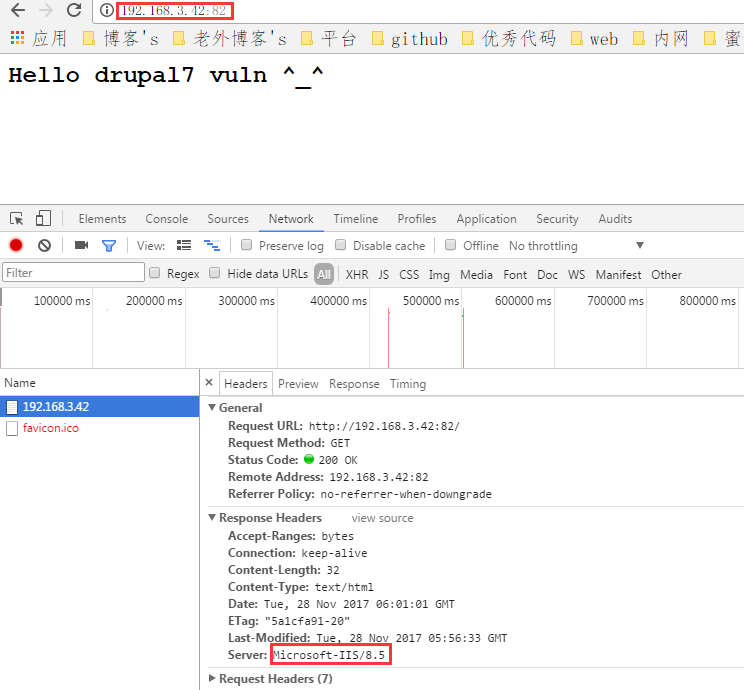 192.168.3.42:82
应用 博客's 老外博客's 平台 github 优秀代码 web 内网 蜜
Hello drupal7 vuln ^_^
Elements Console Sources Network Timeline Profiles Application Security Audits
View: Preserve log Disable cache Offline No throttling
Filter Regex Hide data URLs All XHR JS CSS Img Media Font Doc WS Manifest Other
100000 ms 200000 ms 300000 ms 400000 ms 500000 ms 600000 ms 700000 ms 800000 ms
Name
192.168.3.42
favicon.ico
× Headers Preview Response Timing
General
Request URL: http://192.168.3.42:82/
Request Method: GET
Status Code: 200 OK
Remote Address: 192.168.3.42:82
Referrer Policy: no-referrer-when-downgrade
Response Headers view source
Accept-Ranges: bytes
Connection: keep-alive
Content-Length: 32
Content-Type: text/html
Date: Tue, 28 Nov 2017 06:01:01 GMT
ETag: "5a1cfa91-20"
Last-Modified: Tue, 28 Nov 2017 05:56:33 GMT
Server: Microsoft-IIS/8.5
Request Headers (7)